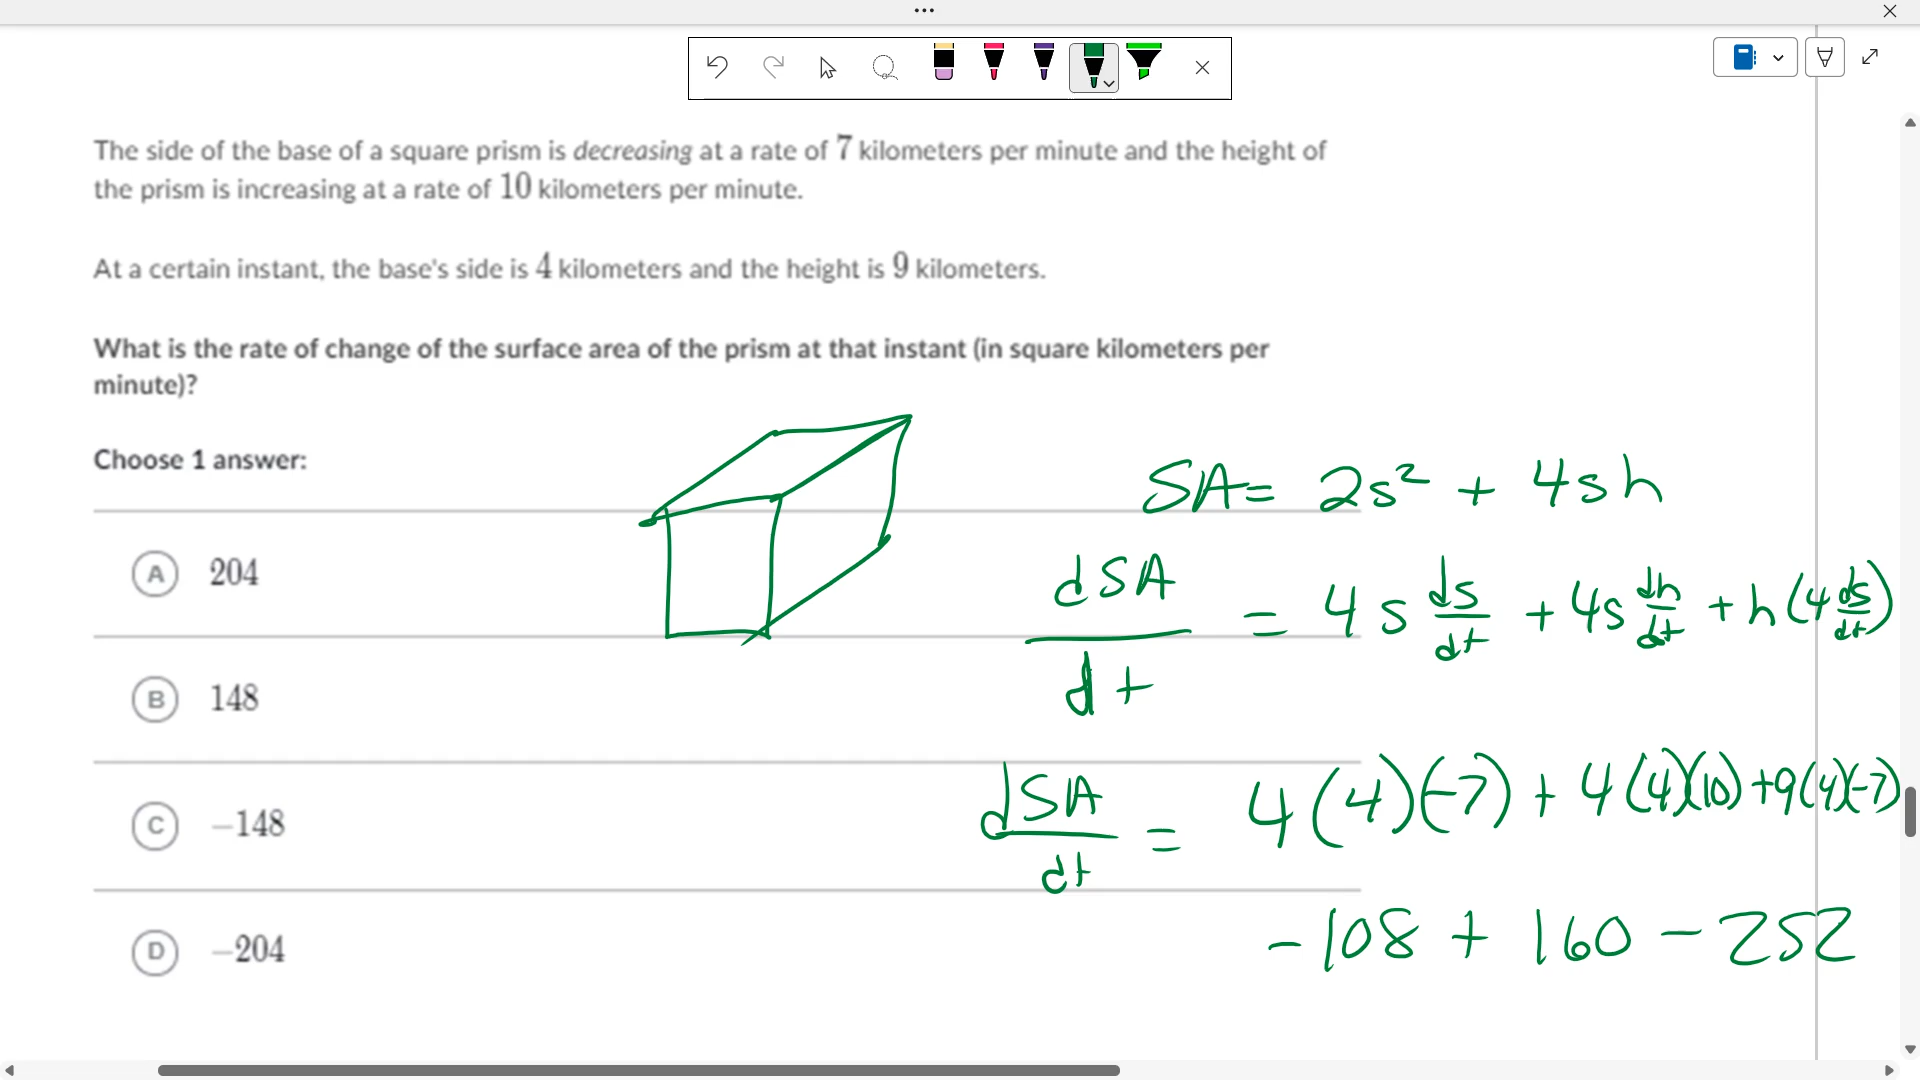 The side of the base of a square prism is decreasing at a rate of 7 kilometers per minute and the height of
the prism is increasing at a rate of 10 kilometers per minute.
At a certain instant, the base's side is 4 kilometers and the height is 9 kilometers.
What is the rate of change of the surface area of the prism at that instant (in square kilometers per
minute)?
Choose 1 answer:
A 204
B 148
C −148
D −204
SA = 2s² + 4sh
dSA/dt = 4s ds/dt + 4s dh/dt + h(4 ds/dt)
dSA/dt = 4(4)(-7) + 4(4)(10) + 9(4)(-7)
-108 + 160 - 252